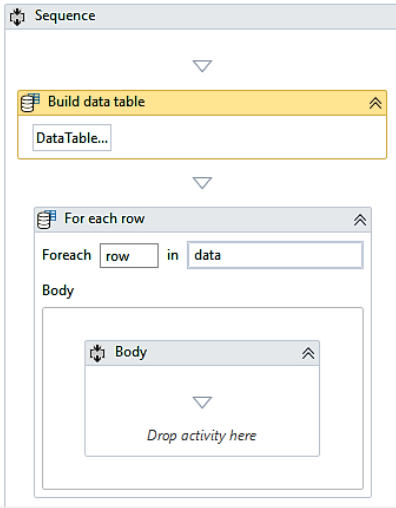 Sequence
Build data table
DataTable...
For each row
Foreach row in data
Body
Body
Drop activity here